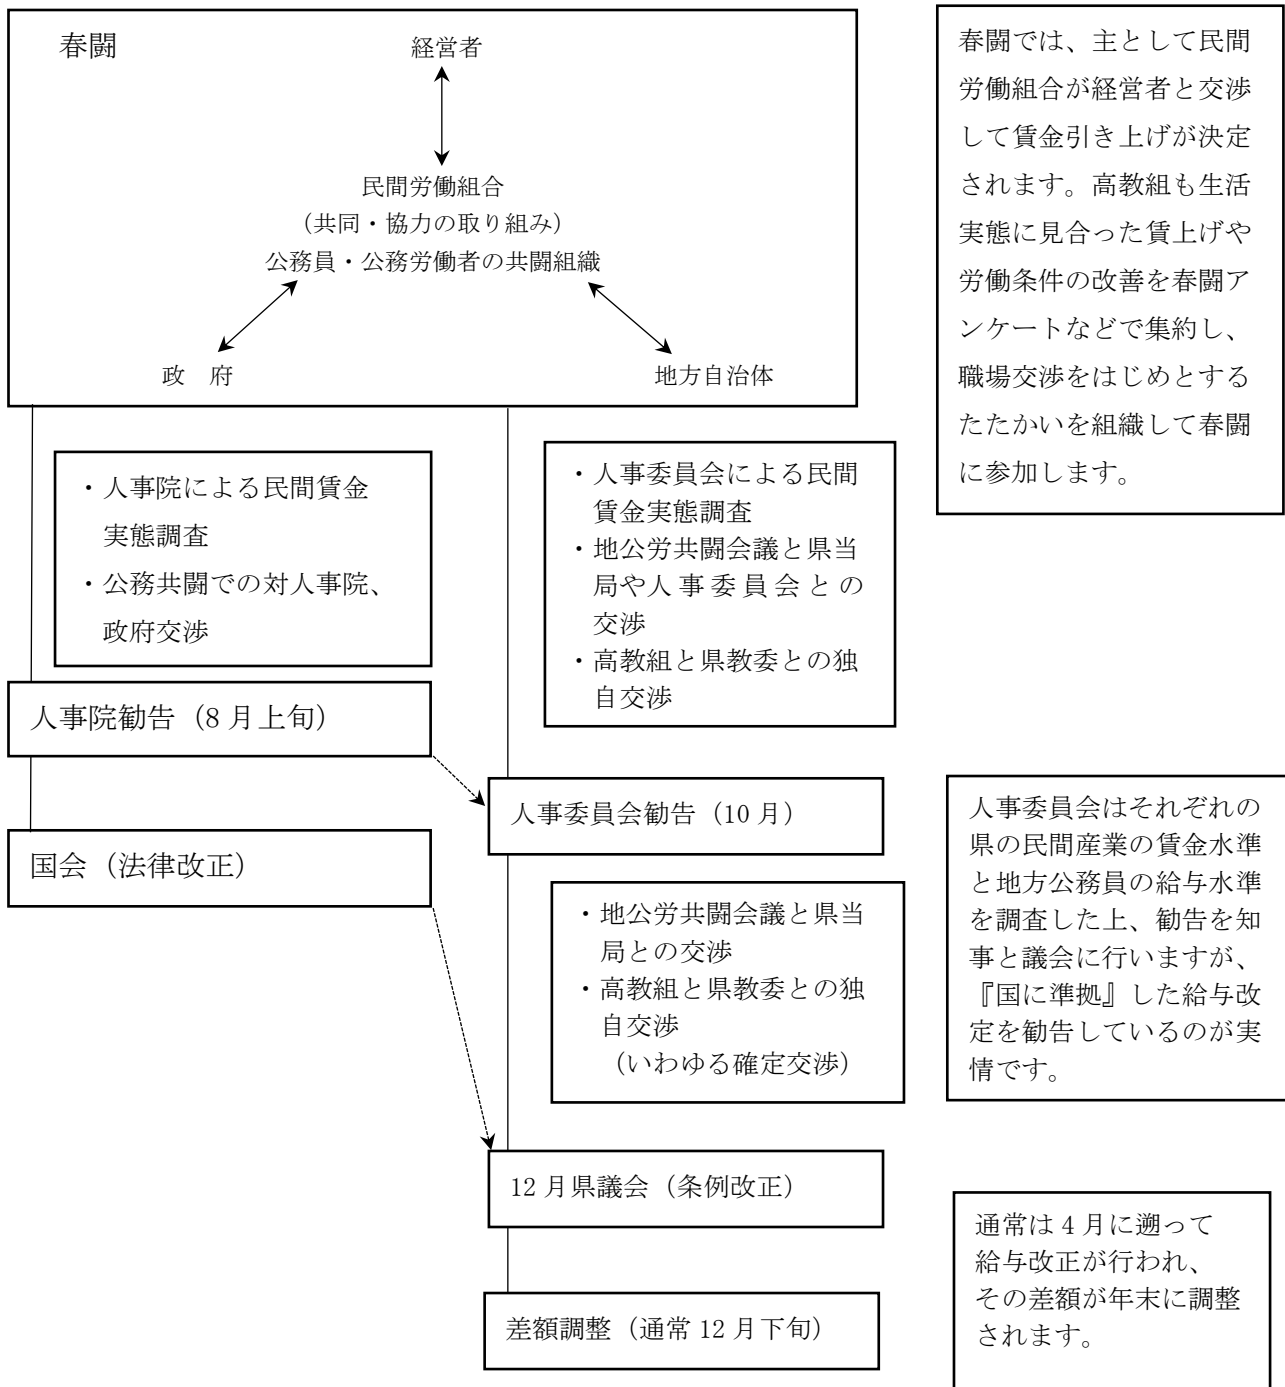 春闘
経営者
民間労働組合
（共同・協力の取り組み）
公務員・公務労働者の共闘組織
政　府
地方自治体
春闘では、主として民間
労働組合が経営者と交渉
して賃金引き上げが決定
されます。高教組も生活
実態に見合った賃上げや
労働条件の改善を春闘ア
ンケートなどで集約し、
職場交渉をはじめとする
たたかいを組織して春闘
に参加します。
・人事院による民間賃金
実態調査
・公務共闘での対人事院、
政府交渉
・人事委員会による民間
賃金実態調査
・地公労共闘会議と県当
局や人事委員会との
交渉
・高教組と県教委との独
自交渉
人事院勧告（8 月上旬）
人事委員会勧告（10 月）
国会（法律改正）
人事委員会はそれぞれの
県の民間産業の賃金水準
と地方公務員の給与水準
を調査した上、勧告を知
事と議会に行いますが、
『国に準拠』した給与改
定を勧告しているのが実
情です。
・地公労共闘会議と県当
局との交渉
・高教組と県教委との独
自交渉
（いわゆる確定交渉）
12 月県議会（条例改正）
通常は 4 月に遡って
給与改正が行われ、
その差額が年末に調整
されます。
差額調整（通常 12 月下旬）